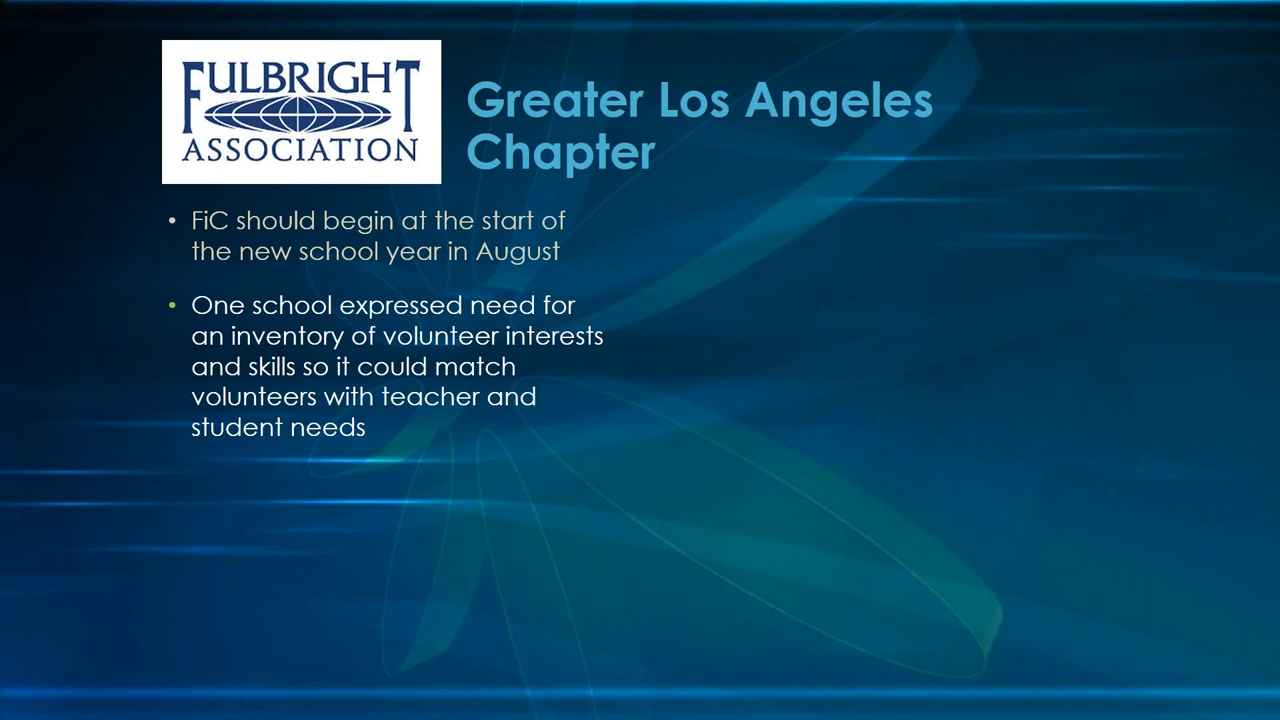 FULBRIGHT
ASSOCIATION
Greater Los Angeles
Chapter
• FiC should begin at the start of
the new school year in August
• One school expressed need for
an inventory of volunteer interests
and skills so it could match
volunteers with teacher and
student needs